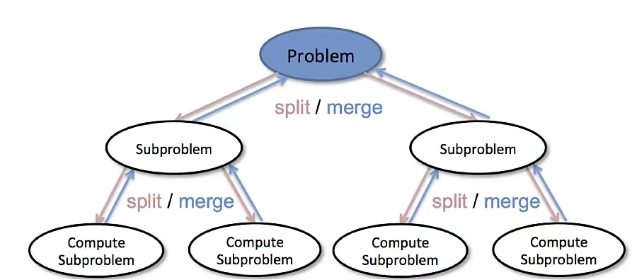 Problem
split / merge
Subproblem
Subproblem
split / merge
split / merge
Compute
Subproblem
Compute
Subproblem
Compute
Subproblem
Compute
Subproblem